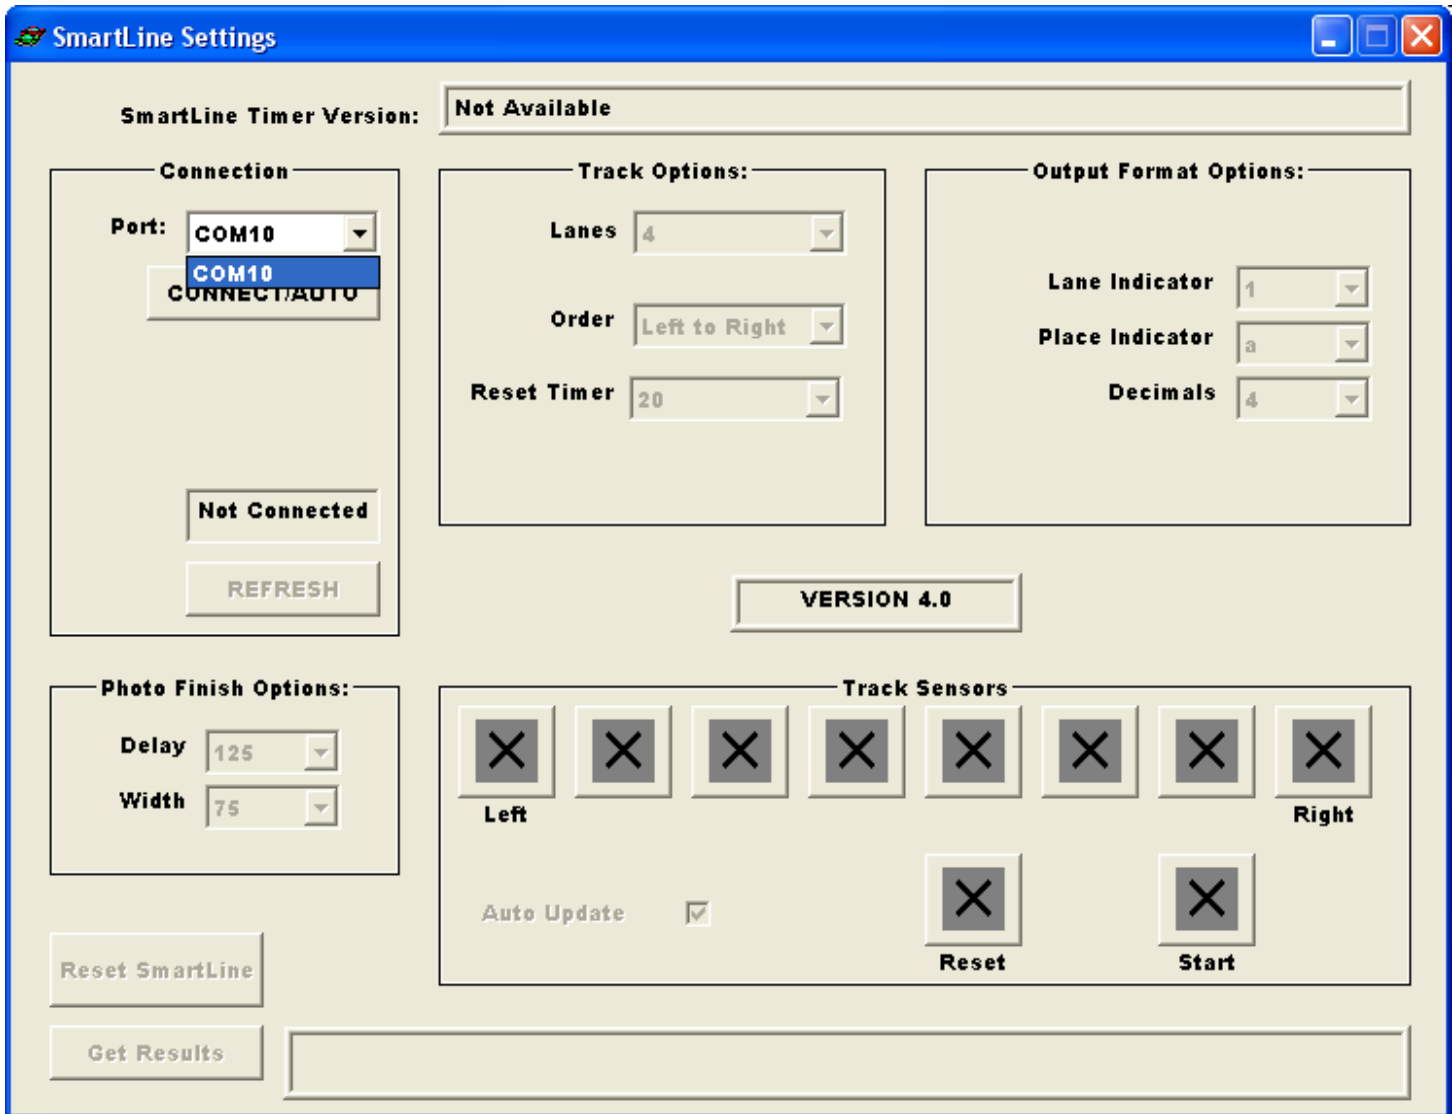 SmartLine Settings
SmartLine Timer Version: Not Available
Connection
Port: COM10
COM10
CONNECT/AUTO
Not Connected
REFRESH
Track Options:
Lanes 4
Order Left to Right
Reset Timer 20
Output Format Options:
Lane Indicator 1
Place Indicator a
Decimals 4
VERSION 4.0
Photo Finish Options:
Delay 125
Width 75
Track Sensors
Left
Right
Auto Update
Reset
Start
Reset SmartLine
Get Results